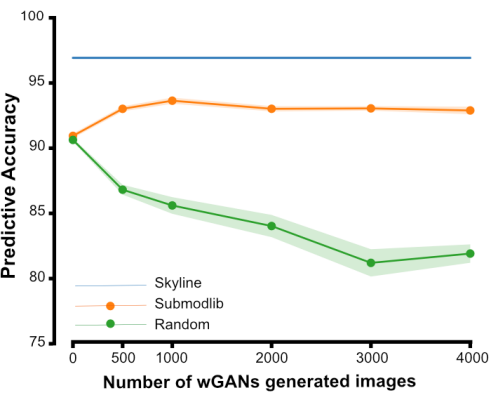 100
95
90
85
80
75
Predictive Accuracy
Skyline
Submodlib
Random
0 500 1000 2000 3000 4000
Number of wGANs generated images